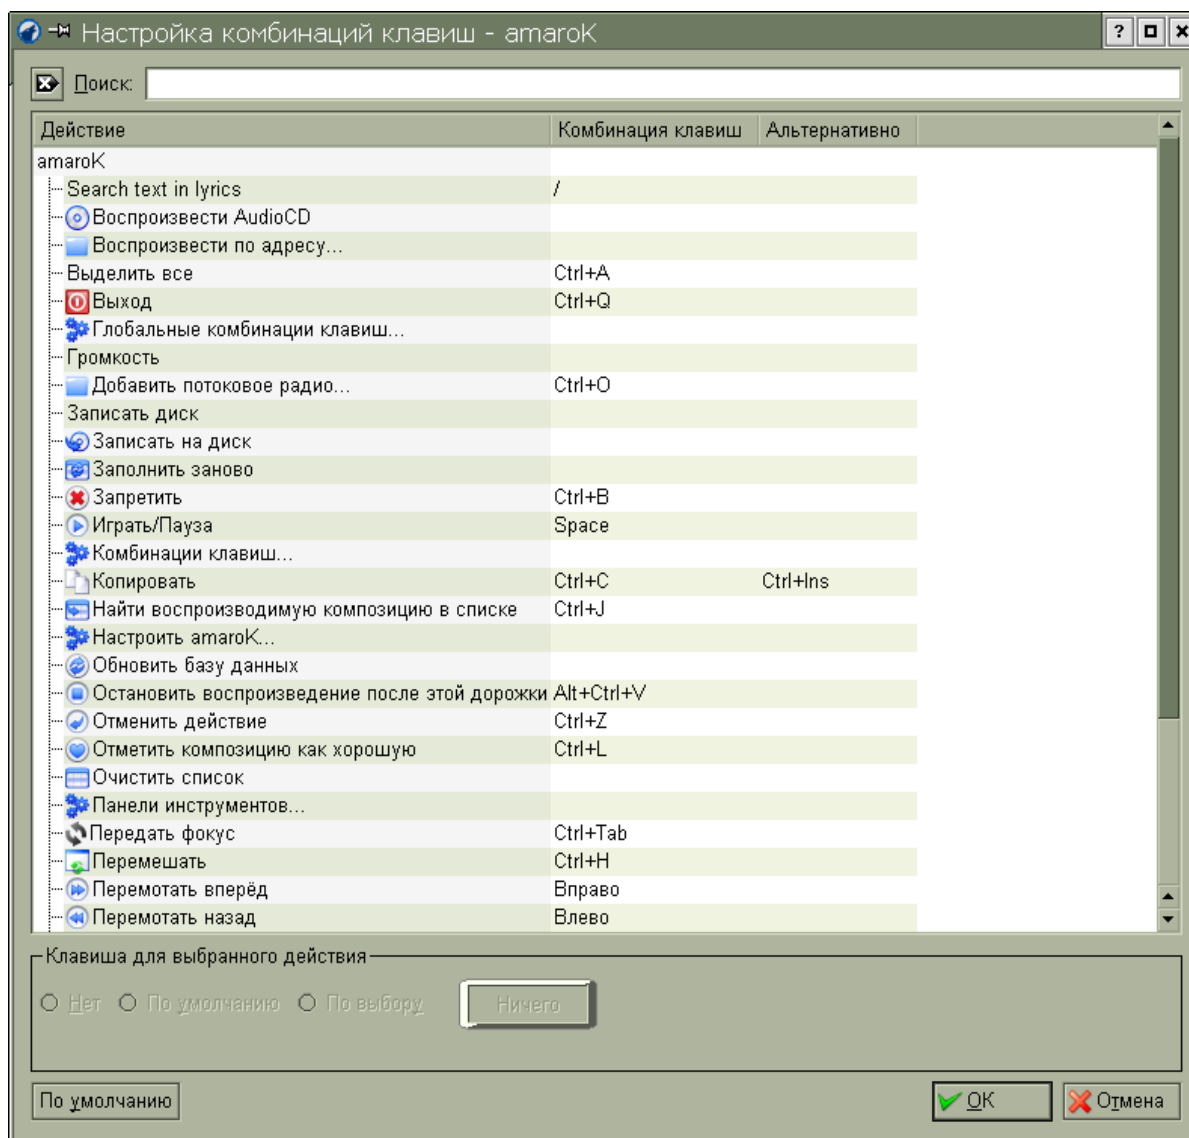 Настройка комбинаций клавиш - amaroK
Поиск:
Действие Комбинация клавиш Альтернативно
amaroK
Search text in lyrics /
Воспроизвести AudioCD
Воспроизвести по адресу...
Выделить все Ctrl+A
Выход Ctrl+Q
Глобальные комбинации клавиш...
Громкость
Добавить потоковое радио... Ctrl+O
Записать диск
Записать на диск
Заполнить заново
Запретить Ctrl+B
Играть/Пауза Space
Комбинации клавиш...
Копировать Ctrl+C Ctrl+Ins
Найти воспроизводимую композицию в списке Ctrl+J
Настроить amaroK...
Обновить базу данных
Остановить воспроизведение после этой дорожки Alt+Ctrl+V
Отменить действие Ctrl+Z
Отметить композицию как хорошую Ctrl+L
Очистить список
Панели инструментов...
Передать фокус Ctrl+Tab
Перемешать Ctrl+H
Перемотать вперёд Вправо
Перемотать назад Влево
Клавиша для выбранного действия
Нет По умолчанию По выбору Ничего
По умолчанию OK Отмена